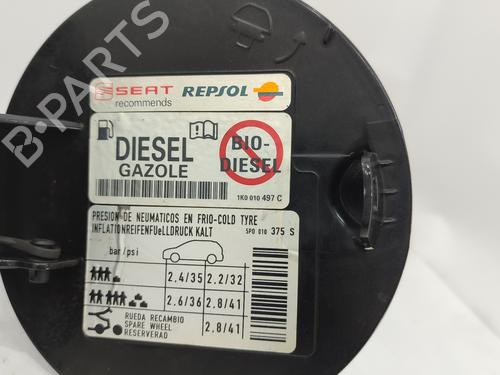 B-PARTS
SEAT REPSOL
recommends
DIESEL
GAZOLE
BIO-
DIESEL
1K0 010 497 C
PRESION DE NEUMATICOS EN FRIO-COLD TYRE
INFLATIONREIFENFUeLLDRUCK KALT
5P0 010 375 S
bar/psi
2,4/35 2,2/32
2,6/36 2,8/41
RUEDA RECAMBIO
SPARE WHEEL
RESERVERAD
2,8/41